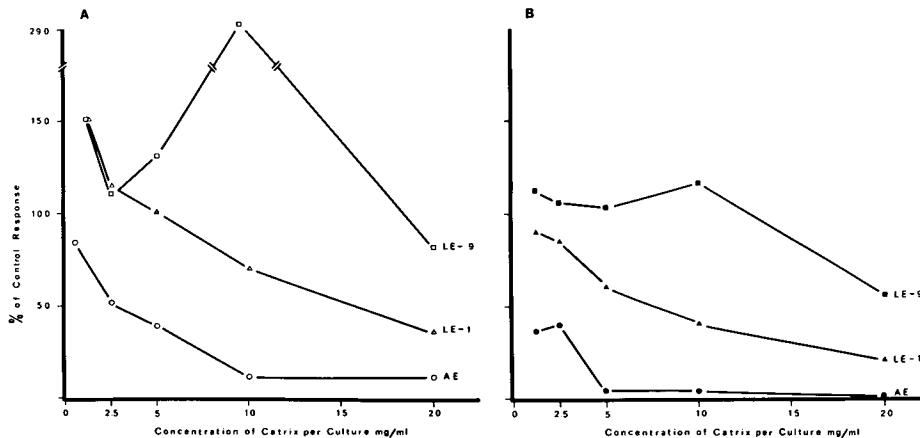 A
290
150
100
50
% of Control Response
LE-9
LE-1
AE
0 2.5 5 10 15 20
Concentration of Catrix per Culture mg/ml
B
LE-9
LE-1
AE
0 2.5 5 10 15 20
Concentration of Catrix per Culture mg/ml